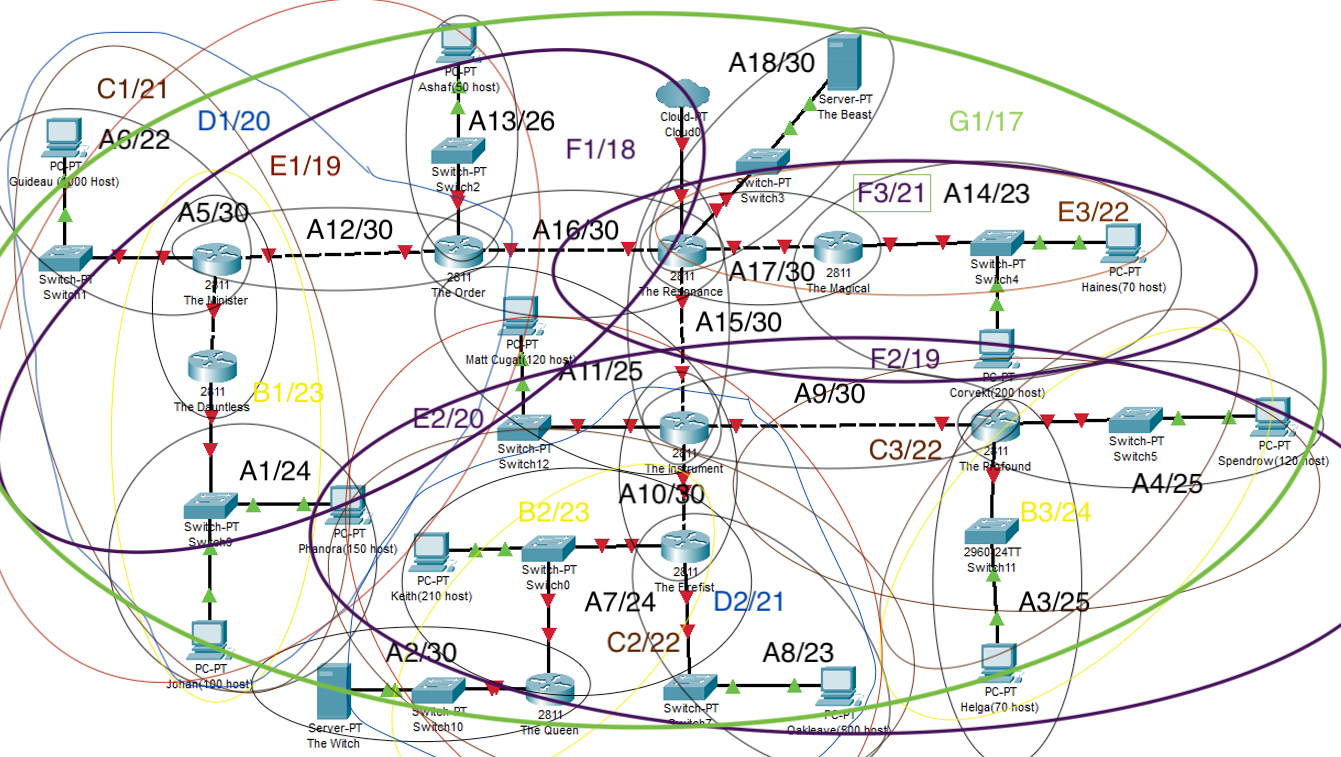 PC-PT
Ashaf(50 host)
A18/30
Server-PT
The Beast
C1/21
D1/20
A6/22
PC-PT
Guideau (1000 Host)
E1/19
A13/26
Switch-PT
Switch2
F1/18
Cloud-PT
Cloud0
G1/17
Switch-PT
Switch3
F3/21
A14/23
E3/22
A5/30
A12/30
A16/30
Switch-PT
Switch1
2811
The Minister
2811
The Order
2811
The Resonance
A17/30
2811
The Magical
Switch-PT
Switch4
PC-PT
Haines(70 host)
A15/30
PC-PT
Matt Cugat(120 host)
A11/25
F2/19
PC-PT
Corvekt(200 host)
2811
The Dauntless
B1/23
E2/20
A9/30
Switch-PT
Switch12
2811
The Instrument
C3/22
2811
The Profound
Switch-PT
Switch5
PC-PT
Spendrow(120 host)
A4/25
A1/24
A10/30
Switch-PT
PC-PT
Phanora(150 host)
B2/23
B3/24
PC-PT
Keith(210 host)
Switch-PT
Switch0
2811
The Firefist
2960-24TT
Switch11
A7/24
D2/21
A3/25
C2/22
A2/30
A8/23
PC-PT
Johan(100 host)
Server-PT
The Witch
Switch-PT
Switch10
2811
The Queen
Switch-PT
Switch7
PC-PT
Oakleave(500 host)
PC-PT
Helga(70 host)